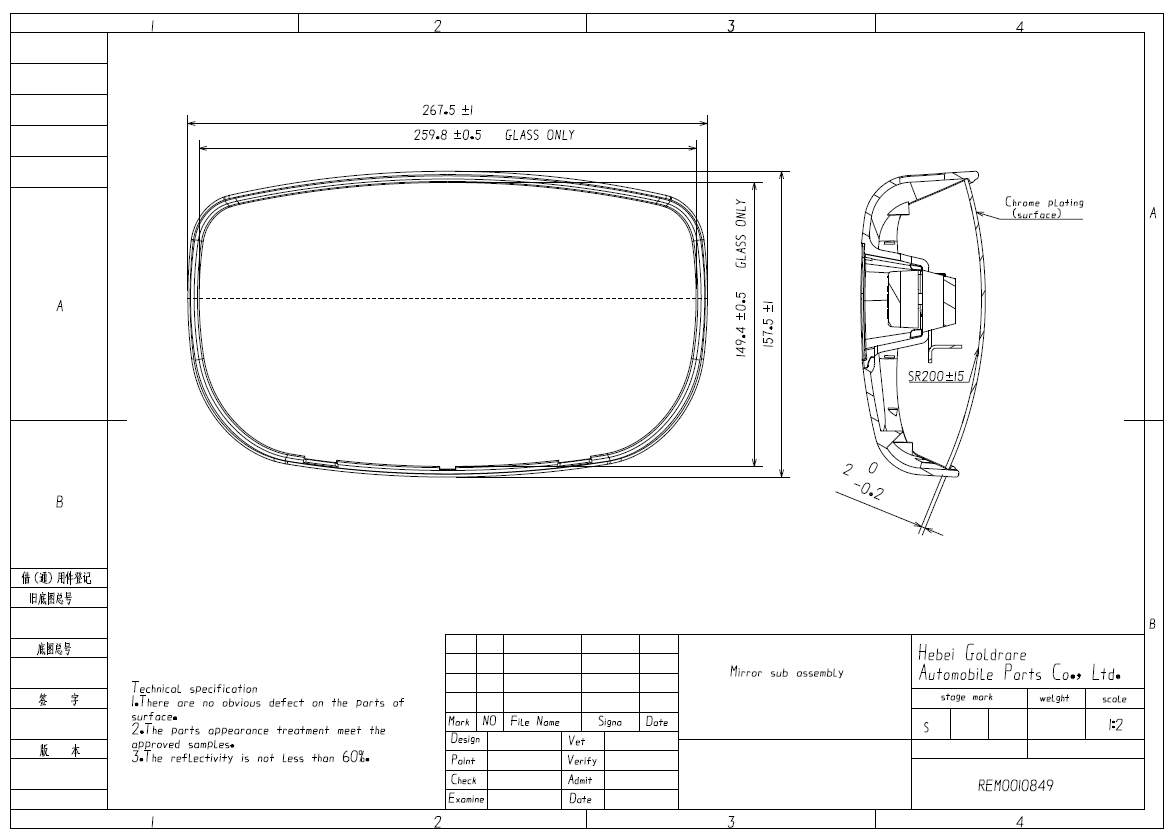 1 2 3 4
267.5 ±1
259.8 ±0.5 GLASS ONLY
149.4 ±0.5 GLASS ONLY
157.5 ±1
Chrome plating
(surface)
SR200±15
2 0
-0.2
A
A
B
B
借(通)用件登记
旧底图总号
底图总号
签 字
版 本
Technical specification
1.There are no obvious defect on the parts of
surface.
2.The parts appearance treatment meet the
approved samples.
3.The reflectivity is not less than 60%.
Mark NO File Name Signa Date
Design Vet
Paint Verify
Check Admit
Examine Date
Mirror sub assembly
Hebei Goldrare
Automobile Parts Co., Ltd.
stage mark weight scale
S 1:2
REM0010849
1 2 3 4